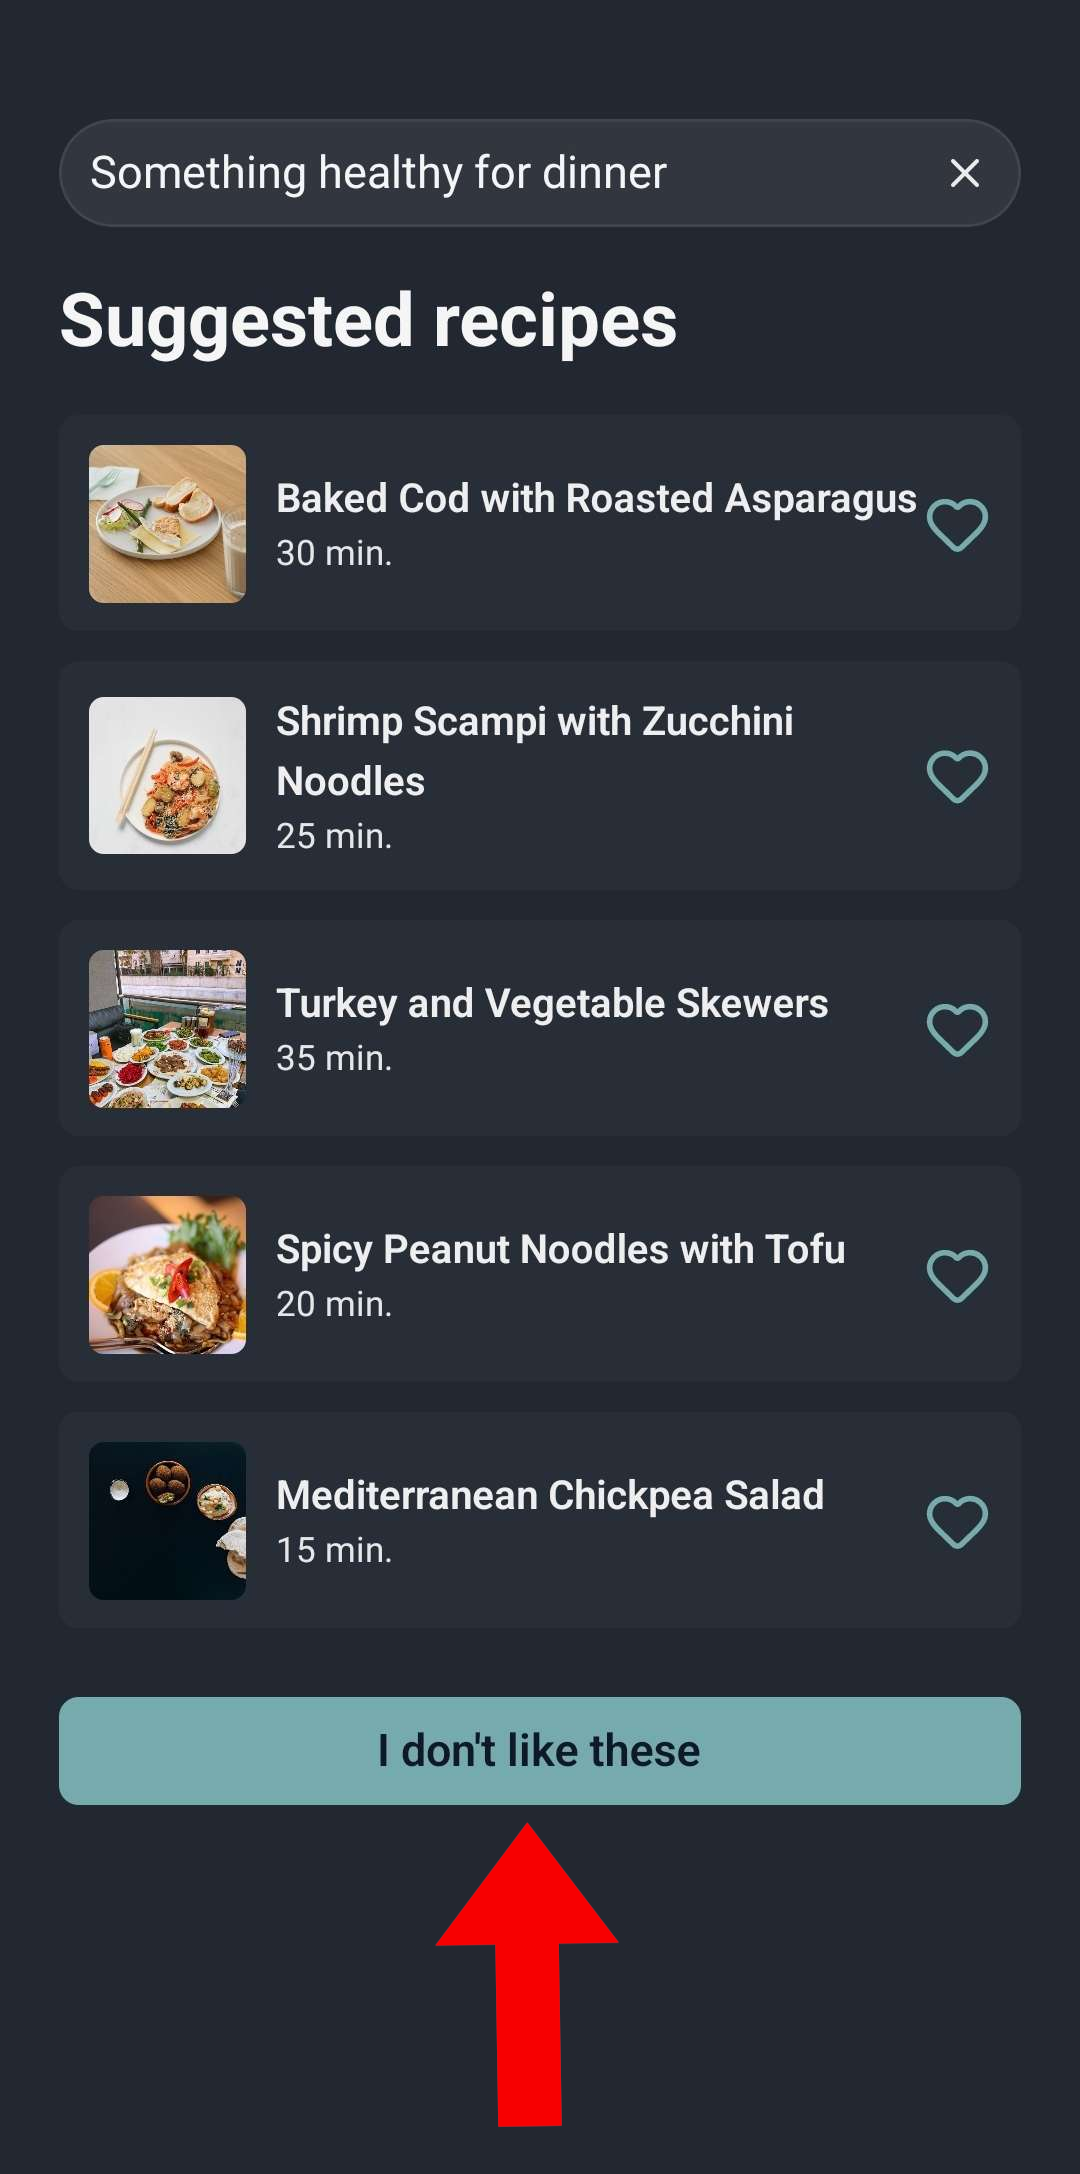 Something healthy for dinner
Suggested recipes
Baked Cod with Roasted Asparagus
30 min.
Shrimp Scampi with Zucchini
Noodles
25 min.
Turkey and Vegetable Skewers
35 min.
Spicy Peanut Noodles with Tofu
20 min.
Mediterranean Chickpea Salad
15 min.
I don't like these